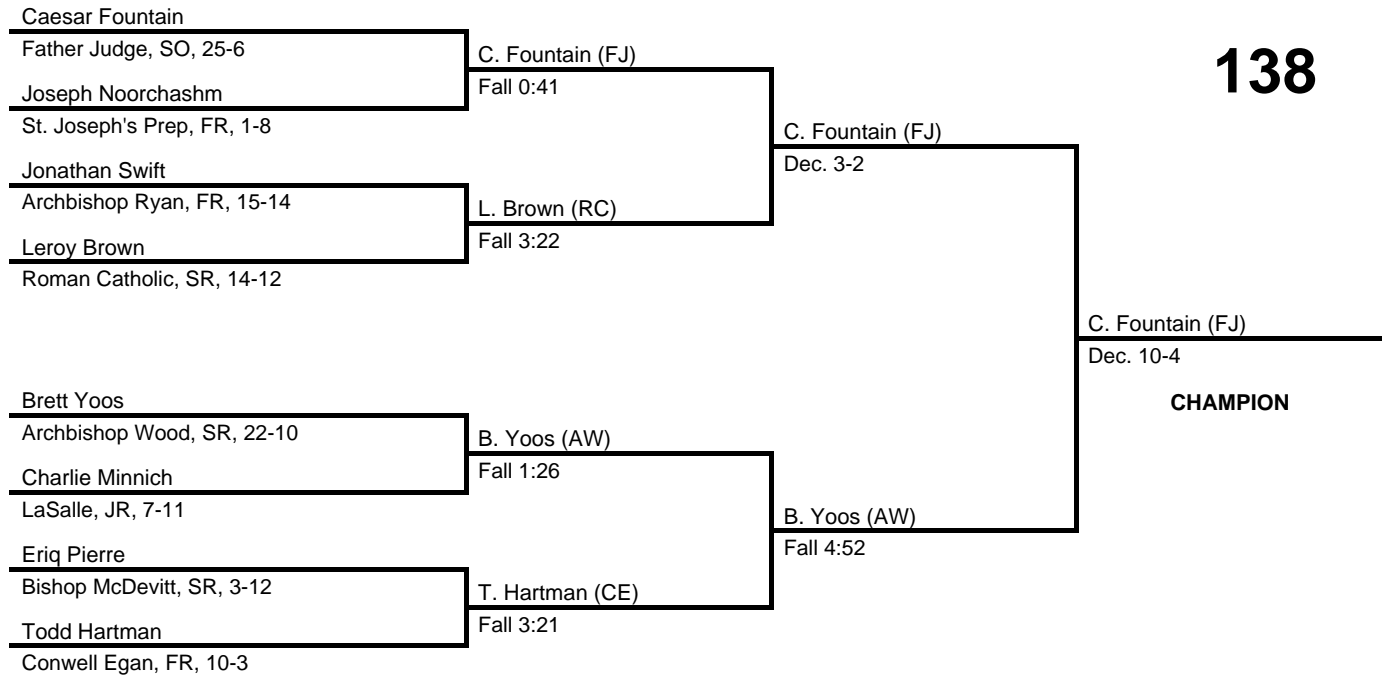 Caesar Fountain
Father Judge, SO, 25-6
Joseph Noorchashm
St. Joseph's Prep, FR, 1-8
Jonathan Swift
Archbishop Ryan, FR, 15-14
Leroy Brown
Roman Catholic, SR, 14-12
Brett Yoos
Archbishop Wood, SR, 22-10
Charlie Minnich
LaSalle, JR, 7-11
Eriq Pierre
Bishop McDevitt, SR, 3-12
Todd Hartman
Conwell Egan, FR, 10-3
C. Fountain (FJ)
Fall 0:41
L. Brown (RC)
Fall 3:22
B. Yoos (AW)
Fall 1:26
T. Hartman (CE)
Fall 3:21
C. Fountain (FJ)
Dec. 3-2
B. Yoos (AW)
Fall 4:52
138
C. Fountain (FJ)
Dec. 10-4
CHAMPION